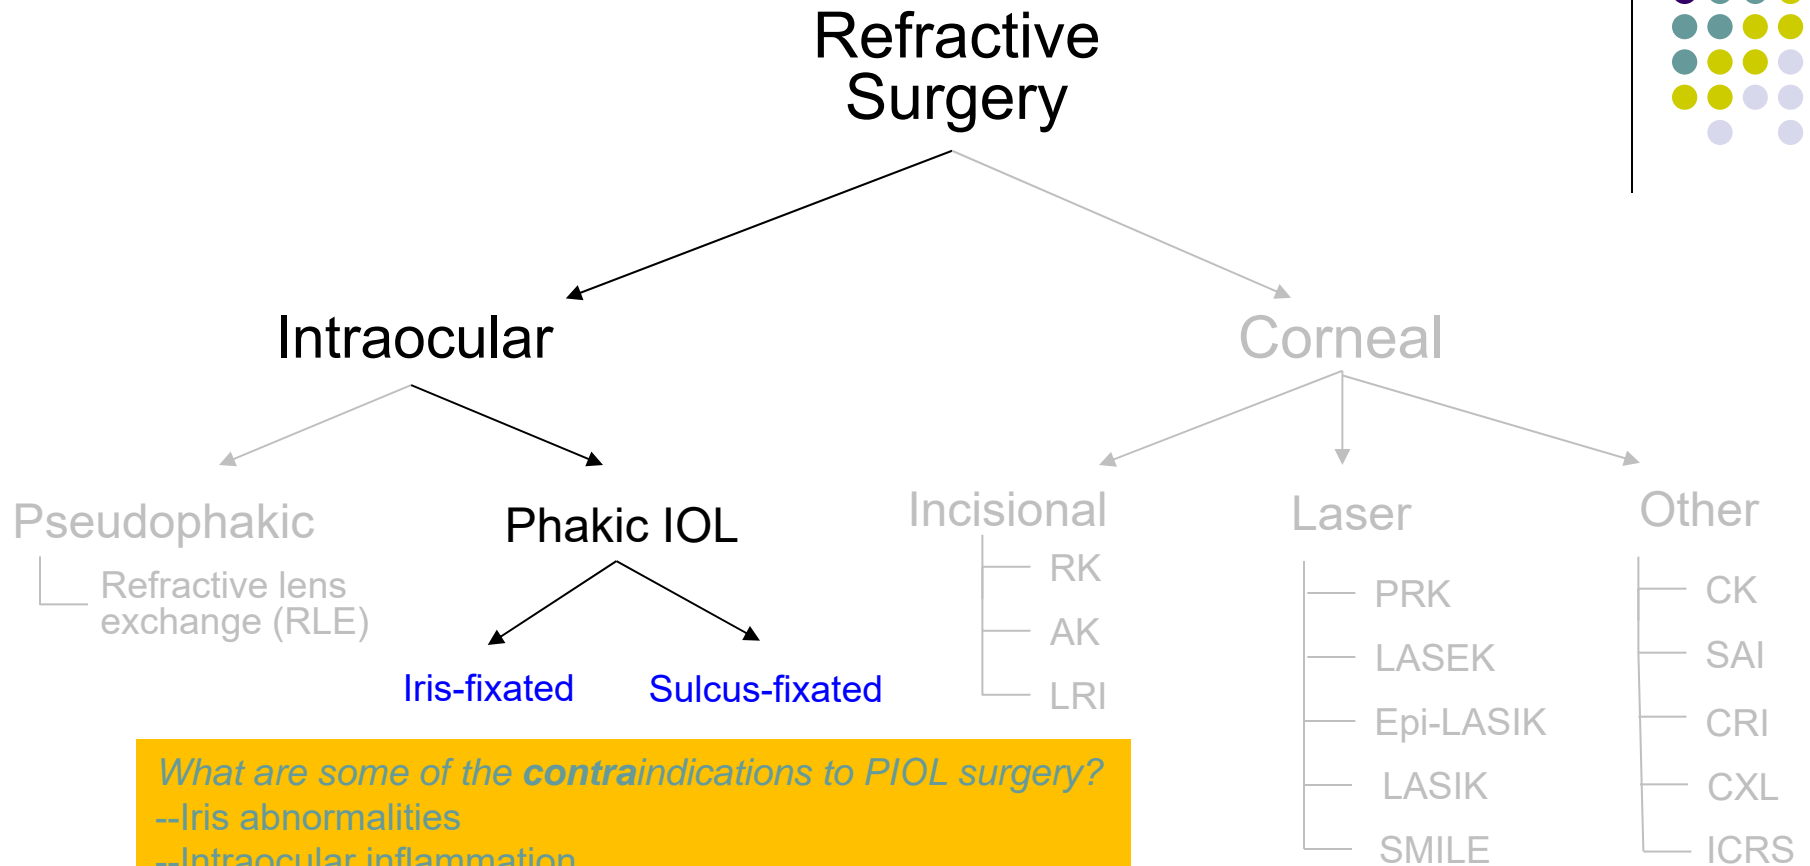 Refractive
Surgery
Intraocular
Corneal
Pseudophakic
Refractive lens
exchange (RLE)
Phakic IOL
Iris-fixated
Sulcus-fixated
Incisional
RK
AK
LRI
Laser
PRK
LASEK
Epi-LASIK
LASIK
SMILE
Other
CK
SAI
CRI
CXL
ICRS
What are some of the contraindications to PIOL surgery?
--Iris abnormalities
--Intraocular inflammation